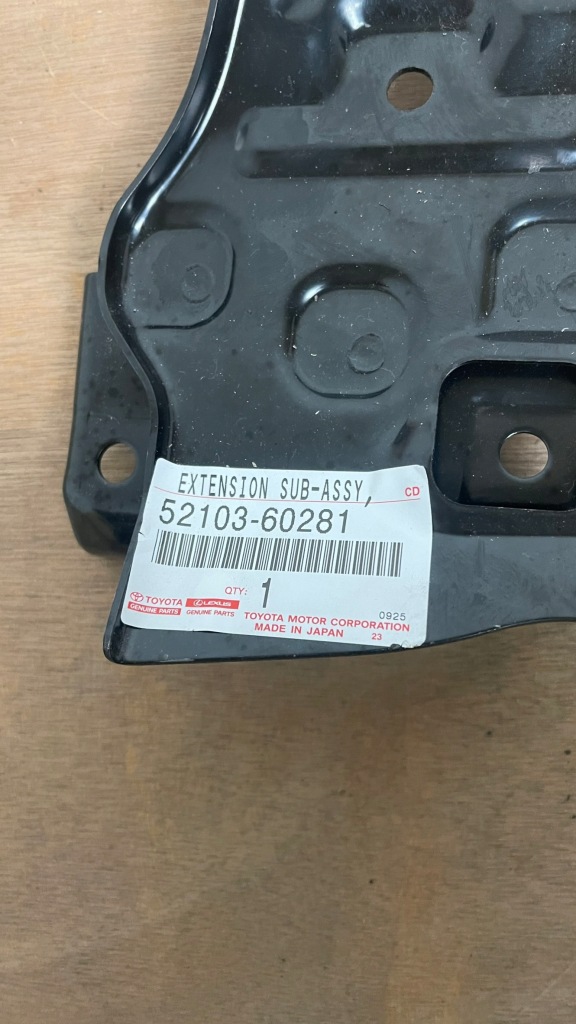 EXTENSION SUB-ASSY,
CD
52103-60281
QTY: 1
TOYOTA
GENUINE PARTS
LEXUS
GENUINE PARTS
0925
TOYOTA MOTOR CORPORATION
MADE IN JAPAN 23